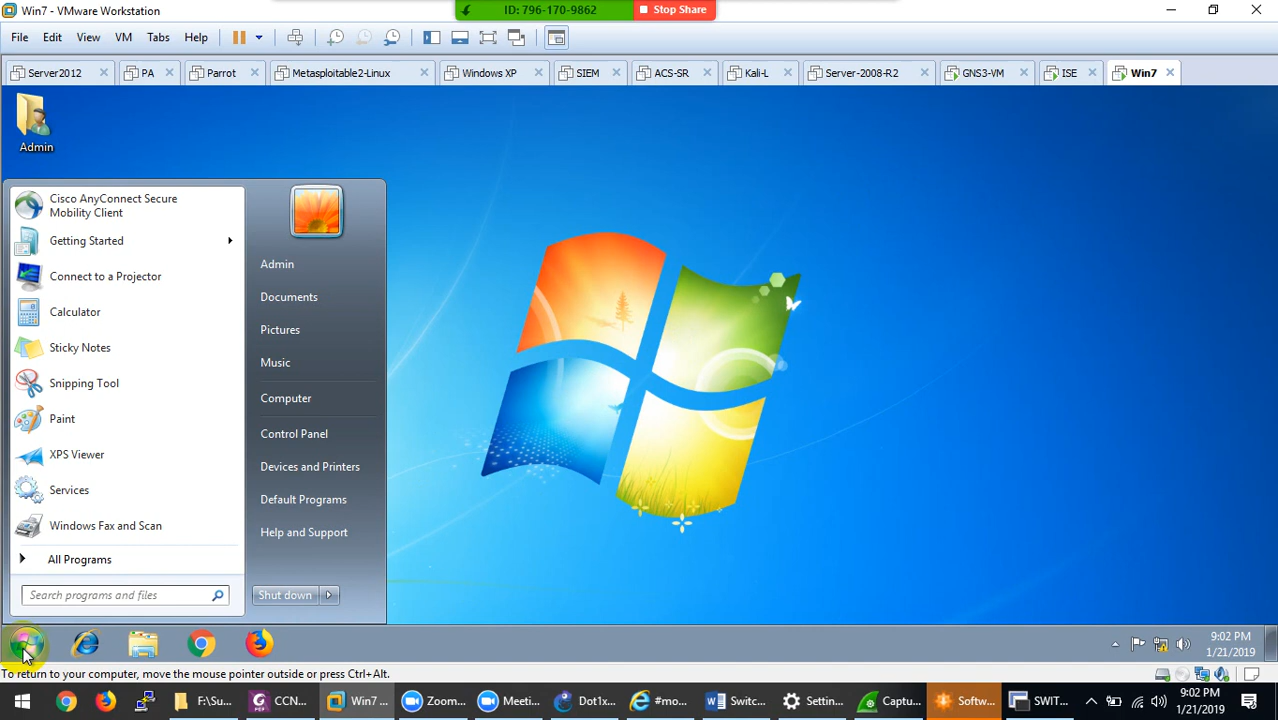 Win7 - VMware Workstation
ID: 796-170-9862
Stop Share
File Edit View VM Tabs Help
Server2012 PA Parrot Metasploitable2-Linux Windows XP SIEM ACS-SR Kali-L Server-2008-R2 GNS3-VM ISE Win7
Admin
Cisco AnyConnect Secure
Mobility Client
Getting Started
Connect to a Projector
Calculator
Sticky Notes
Snipping Tool
Paint
XPS Viewer
Services
Windows Fax and Scan
All Programs
Search programs and files
Admin
Documents
Pictures
Music
Computer
Control Panel
Devices and Printers
Default Programs
Help and Support
Shut down
9:02 PM
1/21/2019
To return to your computer, move the mouse pointer outside or press Ctrl+Alt.
F:\Su... CCN... Win7 ... Zoom... Meeti... Dot1x... #mo... Switc... Settin... Captu... Softw... SWIT...
9:02 PM
1/21/2019